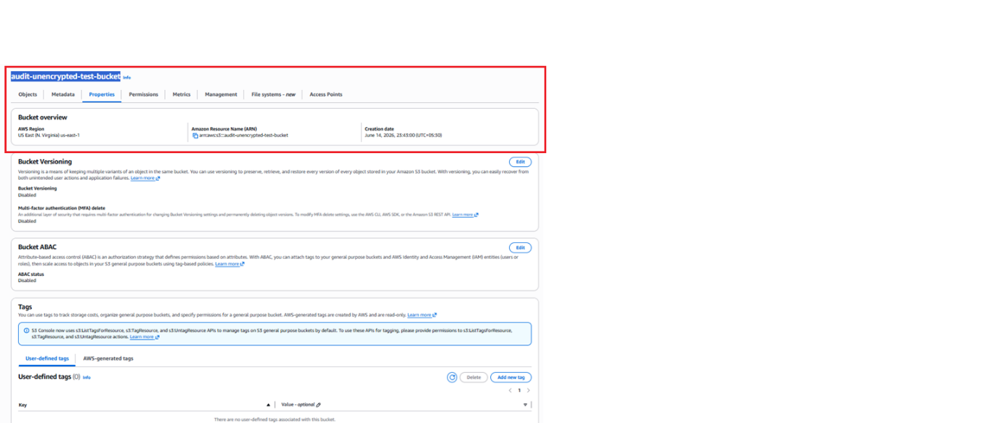 audit-unencrypted-test-bucket Info
Objects Metadata Properties Permissions Metrics Management File systems - new Access Points
Bucket overview
AWS Region
US East (N. Virginia) us-east-1
Amazon Resource Name (ARN)
arn:aws:s3:::audit-unencrypted-test-bucket
Creation date
June 14, 2026, 23:43:00 (UTC+05:30)
Bucket Versioning
Edit
Versioning is a means of keeping multiple variants of an object in the same bucket. You can use versioning to preserve, retrieve, and restore every version of every object stored in your Amazon S3 bucket. With versioning, you can easily recover from
both unintended user actions and application failures. Learn more
Bucket Versioning
Disabled
Multi-factor authentication (MFA) delete
An additional layer of security that requires multi-factor authentication for changing Bucket Versioning settings and permanently deleting object versions. To modify MFA delete settings, use the AWS CLI, AWS SDK, or the Amazon S3 REST API. Learn more
Disabled
Bucket ABAC
Edit
Attribute-based access control (ABAC) is an authorization strategy that defines permissions based on attributes. With ABAC, you can attach tags to your general purpose buckets and AWS Identity and Access Management (IAM) entities (users or
roles), then scale access to objects in your S3 general purpose buckets using tag-based policies. Learn more
ABAC status
Disabled
Tags
You can use tags to track storage costs, organize general purpose buckets, and specify permissions for a general purpose bucket. AWS-generated tags are created by AWS and are read-only. Learn more
S3 Console now uses s3:ListTagsForResource, s3:TagResource, and s3:UntagResource APIs to manage tags on S3 general purpose buckets by default. To use these APIs for tagging, please provide permissions to s3:ListTagsForResource,
s3:TagResource, and s3:UntagResource actions. Learn more
User-defined tags AWS-generated tags
User-defined tags (0) Info
Delete Add new tag
1
Key Value - optional
There are no user-defined tags associated with this bucket.